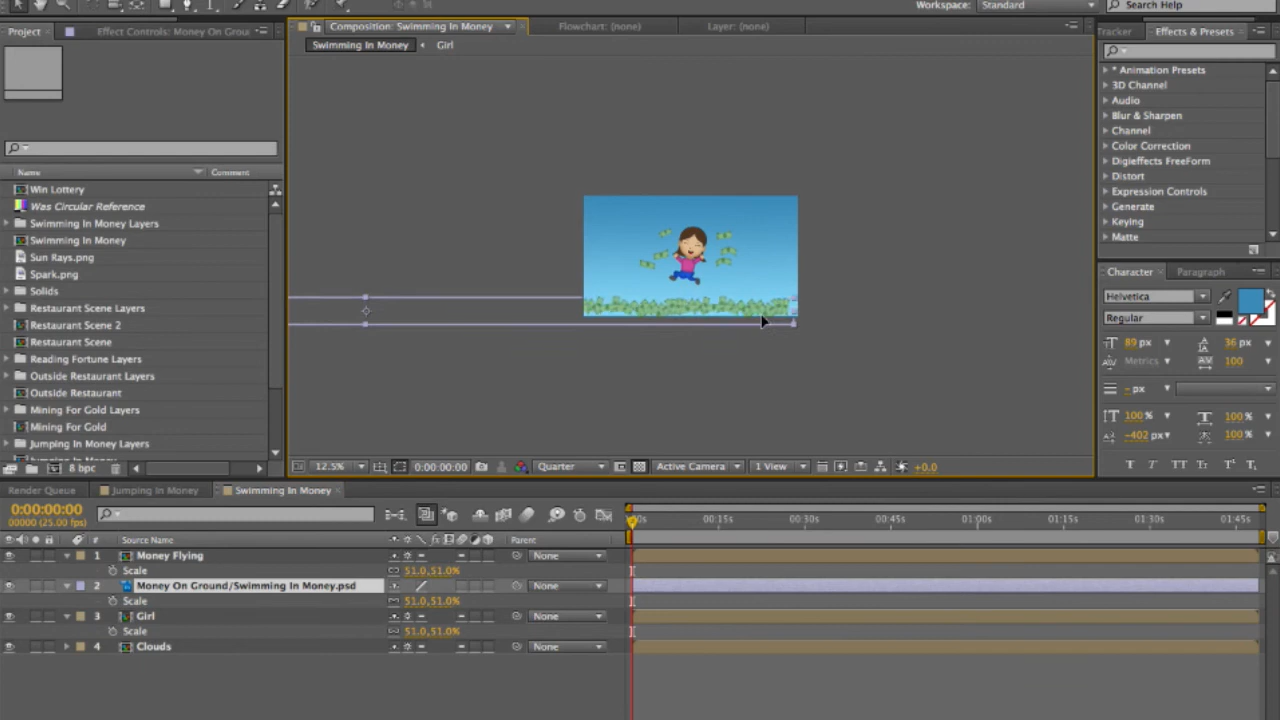 Workspace: Standard
Search Help
Project
Effect Controls: Money On Grou
Composition: Swimming In Money
Flowchart: (none)
Layer: (none)
Tracker
Effects & Presets
Swimming In Money
Girl
* Animation Presets
3D Channel
Audio
Blur & Sharpen
Channel
Color Correction
Digieffects FreeForm
Distort
Expression Controls
Generate
Keying
Matte
Name
Comment
Win Lottery
Was Circular Reference
Swimming In Money Layers
Swimming In Money
Sun Rays.png
Spark.png
Solids
Restaurant Scene Layers
Restaurant Scene 2
Restaurant Scene
Reading Fortune Layers
Outside Restaurant Layers
Outside Restaurant
Mining For Gold Layers
Mining For Gold
Jumping In Money Layers
8 bpc
Character
Paragraph
Helvetica
Regular
89 px
36 px
Metrics
100
- px
100%
100%
-402 px
100%
T T TT Tr T' T,
12.5%
0:00:00:00
Quarter
Active Camera
1 View
+0.0
Render Queue
Jumping In Money
Swimming In Money
0:00:00:00
00000 (25.00 fps)
00s 00:15s 00:30s 00:45s 01:00s 01:15s 01:30s 01:45s
# Source Name
Parent
1 Money Flying None
Scale 51.0,51.0%
2 Money On Ground/Swimming In Money.psd None
Scale 51.0,51.0%
3 Girl None
Scale 51.0,51.0%
4 Clouds None